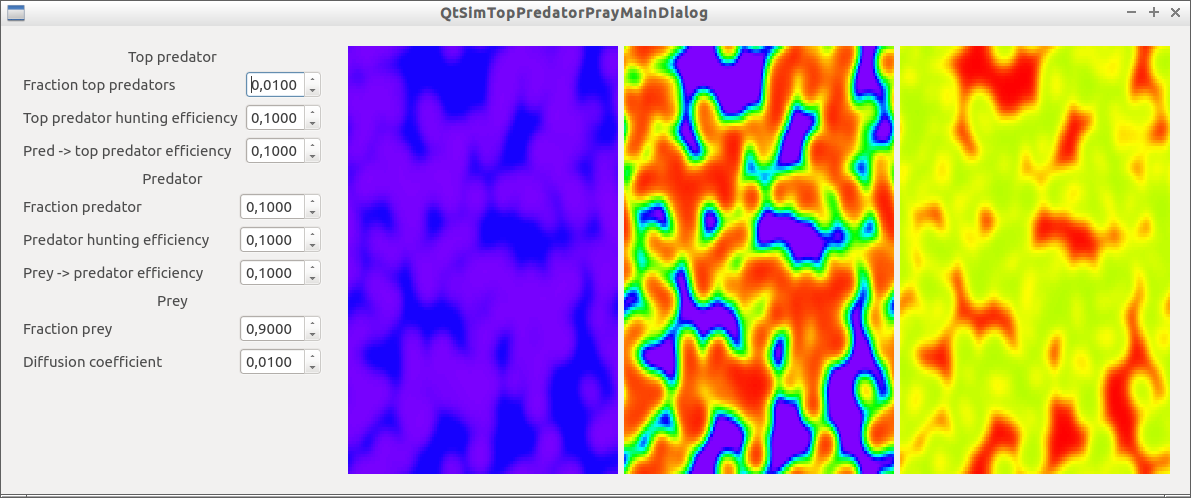 QtSimTopPredatorPrayMainDialog
Top predator
Fraction top predators 0,0100
Top predator hunting efficiency 0,1000
Pred -> top predator efficiency 0,1000
Predator
Fraction predator 0,1000
Predator hunting efficiency 0,1000
Prey -> predator efficiency 0,1000
Prey
Fraction prey 0,9000
Diffusion coefficient 0,0100